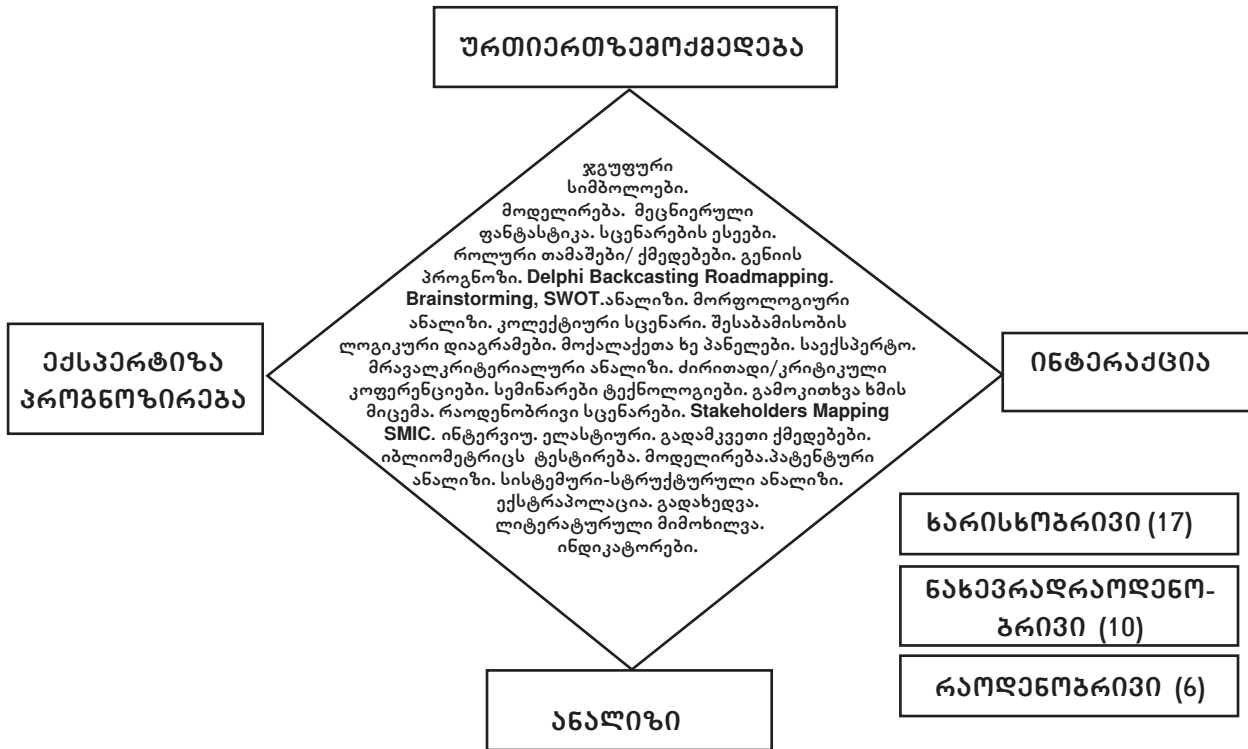 ურთიერთზემოქმედება
ჯგუფური
სიმბოლოები.
მოდელირება. მეცნიერული
ფანტასტიკა. სცენარების ესეები.
როლური თამაშები/ ქმედებები. გენიის
პროგნოზი. Delphi Backcasting Roadmapping.
Brainstorming, SWOT.ანალიზი. მორფოლოგიური
ანალიზი. კოლექტიური სცენარი. შესაბამისობის
ლოგიკური დიაგრამები. მოქალაქეთა ხე პანელები. საექსპერტო.
მრავალკრიტერიალური ანალიზი. ძირითადი/კრიტიკული
კოფერენციები. სემინარები ტექნოლოგიები. გამოკითხვა ხმის
მიცემა. რაოდენობრივი სცენარები. Stakeholders Mapping
SMIC. ინტერვიუ. ელასტიური. გადამკვეთი ქმედებები.
იბლიომეტრიცს ტესტირება. მოდელირება.პატენტური
ანალიზი. სისტემური-სტრუქტურული ანალიზი.
ექსტრაპოლაცია. გადახედვა.
ლიტერატურული მიმოხილვა.
ინდიკატორები.
ექსპერტიზა
პროგნოზირება
ინტერაქცია
ხარისხობრივი (17)
ნახევრადრაოდენო-
ბრივი (10)
რაოდენობრივი (6)
ანალიზი